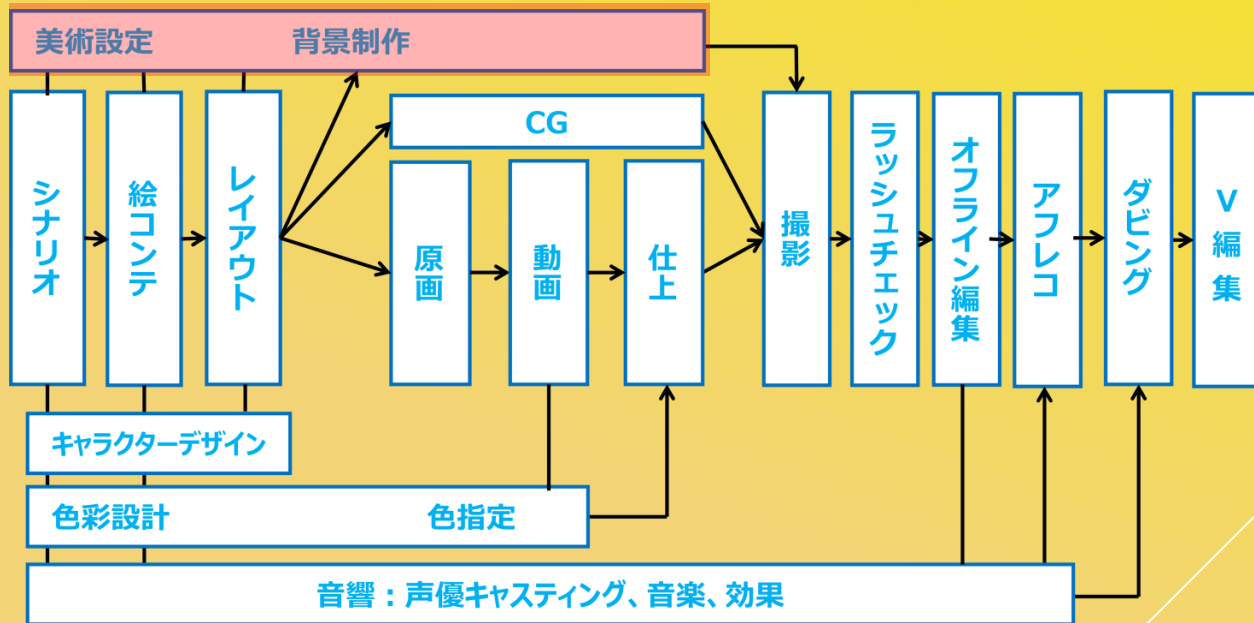 美術設定 背景制作
シナリオ
絵コンテ
レイアウト
CG
原画
動画
仕上
撮影
ラッシュチェック
オフライン編集
アフレコ
ダビング
V編集
キャラクターデザイン
色彩設計 色指定
音響：声優キャスティング、音楽、効果